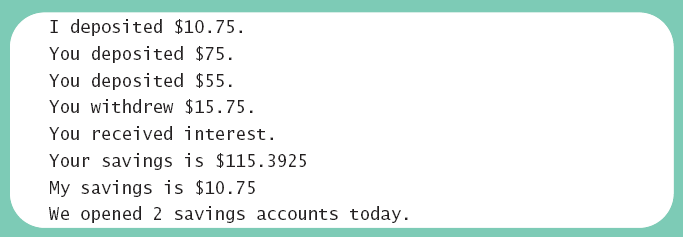 I deposited $10.75.
You deposited $75.
You deposited $55.
You withdrew $15.75.
You received interest.
Your savings is $115.3925
My savings is $10.75
We opened 2 savings accounts today.